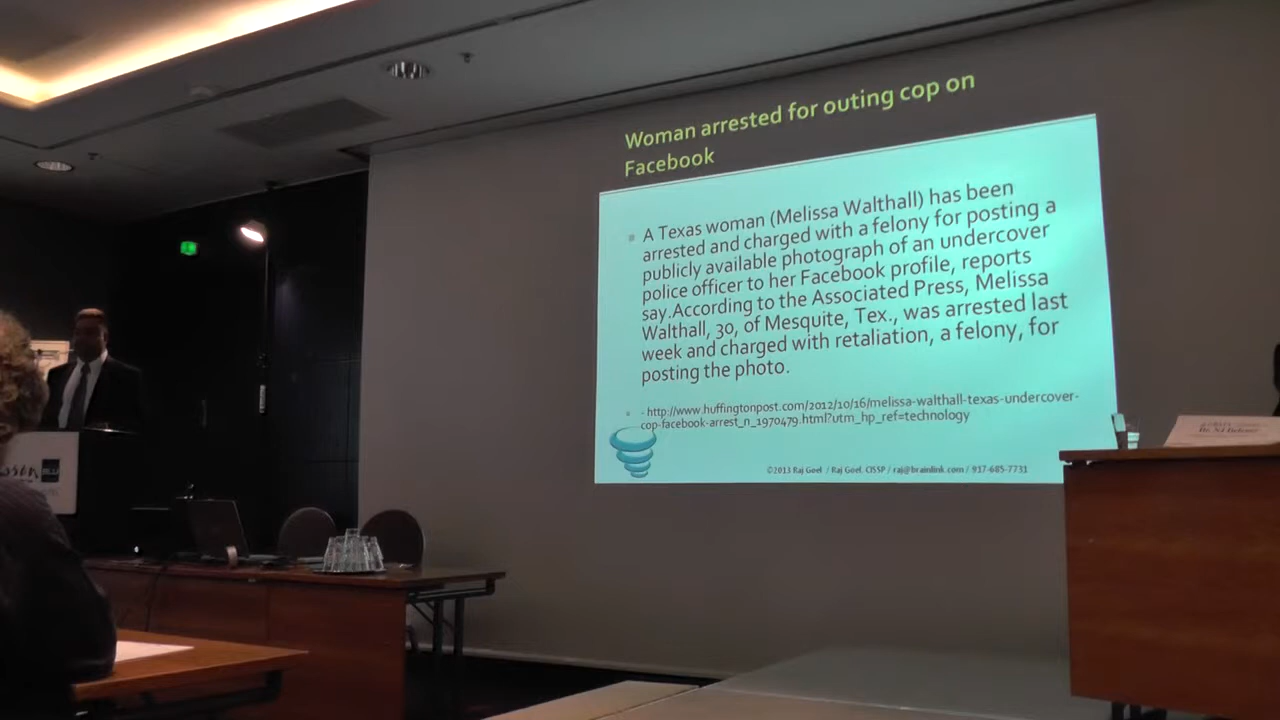 Woman arrested for outing cop on
Facebook
A Texas woman (Melissa Walthall) has been
arrested and charged with a felony for posting a
publicly available photograph of an undercover
police officer to her Facebook profile, reports
say.According to the Associated Press, Melissa
Walthall, 30, of Mesquite, Tex., was arrested last
week and charged with retaliation, a felony, for
posting the photo.
- http://www.huffingtonpost.com/2012/10/16/melissa-walthall-texas-undercover-
cop-facebook-arrest_n_1970479.html?utm_hp_ref=technology
©2013 Raj Goel / Raj Goel, CISSP / raj@brainlink.com / 917-685-7731